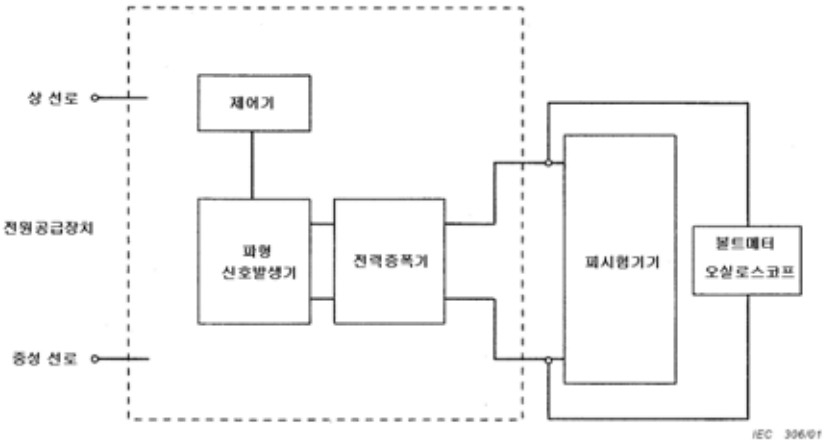 상 선로
제어기
전원공급장치
파형
신호발생기
전력증폭기
피시험기기
볼트메터
오실로스코프
중성 선로
IEC 306/01